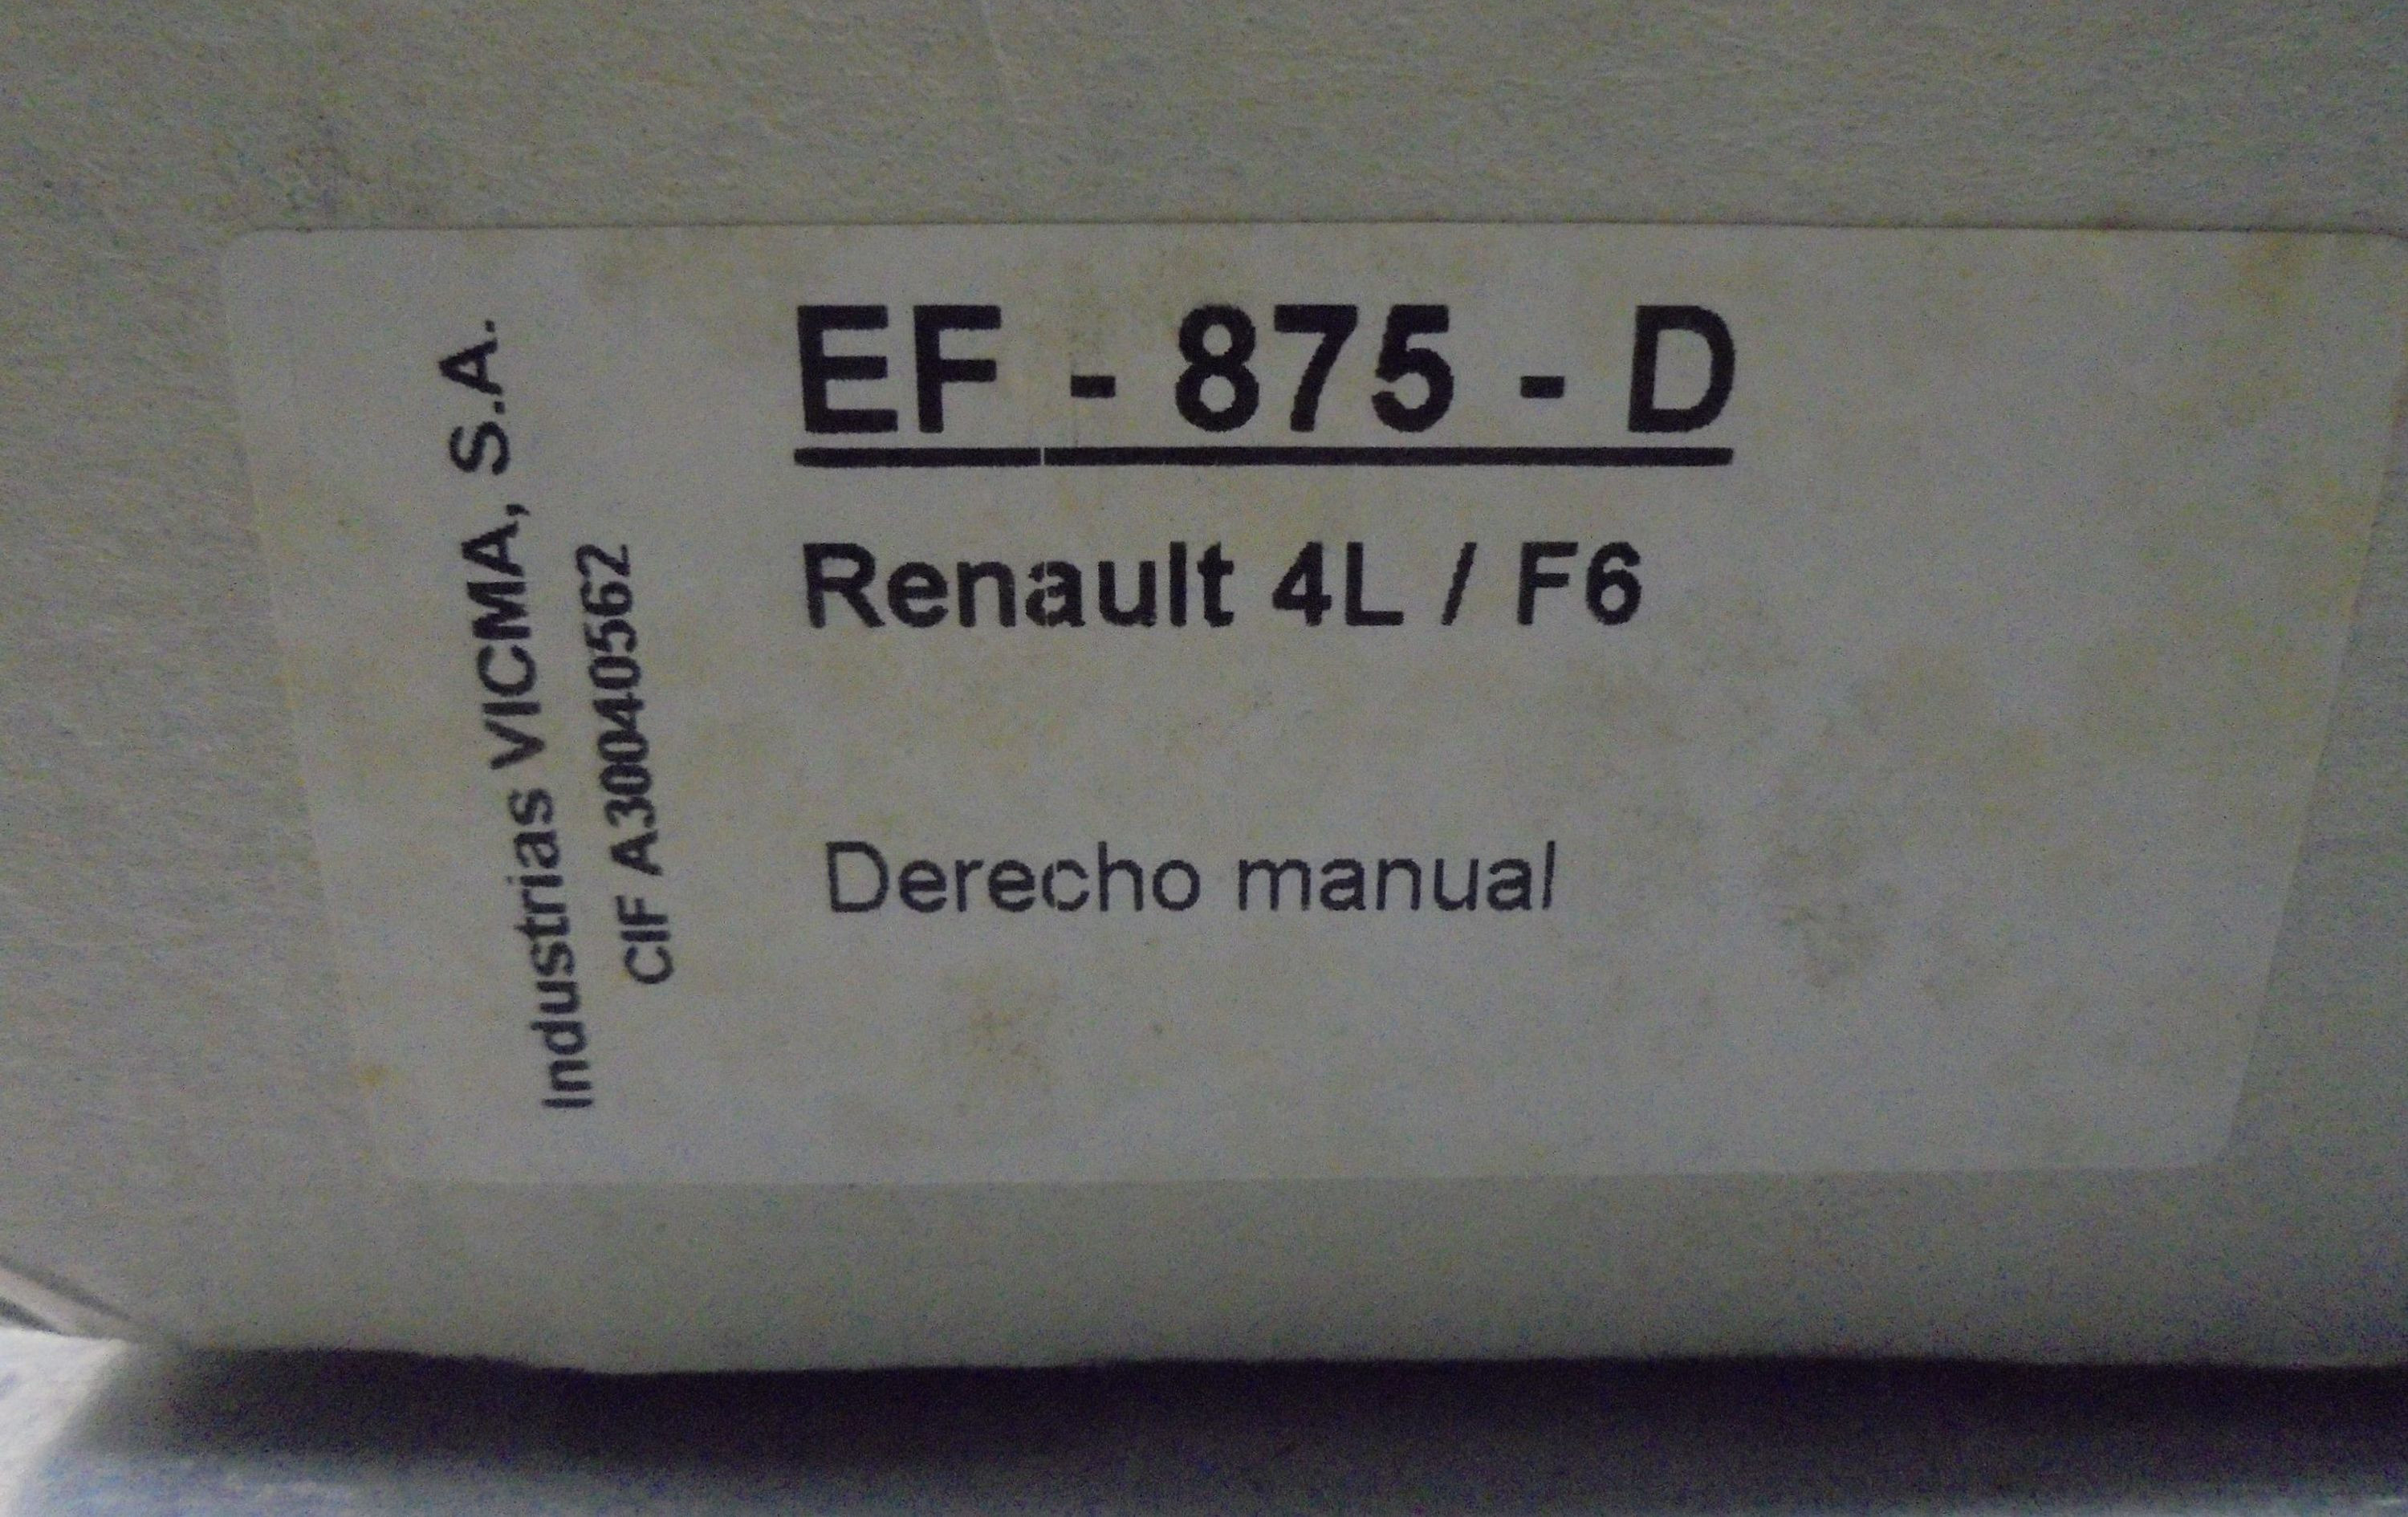 EF - 875 - D
Renault 4L / F6
Derecho manual
Industrias VICMA, S.A.
CIF A30040562